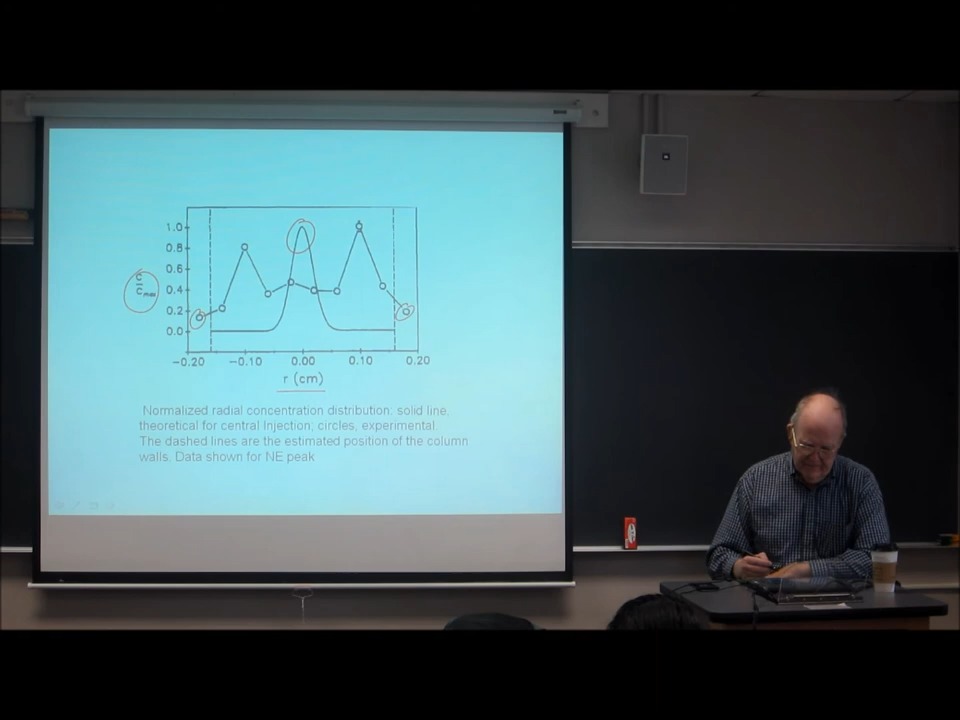 1.0
0.8
0.6
0.4
0.2
0.0
C
C max
-0.20 -0.10 0.00 0.10 0.20
r (cm)
Normalized radial concentration distribution: solid line,
theoretical for central Injection; circles, experimental.
The dashed lines are the estimated position of the column
walls. Data shown for NE peak